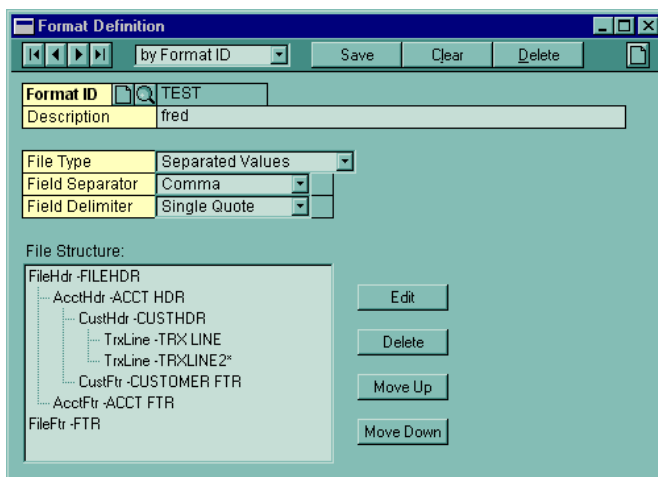 Format Definition
by Format ID Save Clear Delete
Format ID TEST
Description fred
File Type Separated Values
Field Separator Comma
Field Delimiter Single Quote
File Structure:
FileHdr -FILEHDR
AcctHdr -ACCT HDR
CustHdr -CUSTHDR
TrxLine -TRX LINE
TrxLine -TRXLINE2*
CustFtr -CUSTOMER FTR
AcctFtr -ACCT FTR
FileFtr -FTR
Edit
Delete
Move Up
Move Down